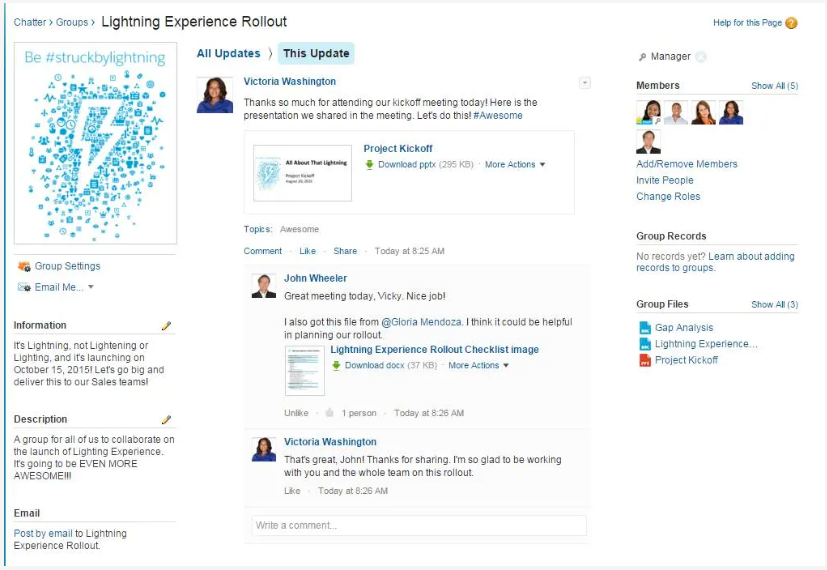 Chatter › Groups › Lightning Experience Rollout
Help for this Page
Be #struckbylightning
Group Settings
Email Me...
Information
It's Lightning, not Lightening or
Lighting, and it's launching on
October 15, 2015! Let's go big and
deliver this to our Sales teams!
Description
A group for all of us to collaborate on
the launch of Lighting Experience.
It's going to be EVEN MORE
AWESOME!!!
Email
Post by email to Lightning
Experience Rollout.
All Updates › This Update
Victoria Washington
Thanks so much for attending our kickoff meeting today! Here is the
presentation we shared in the meeting. Let's do this! #Awesome
All About That Lightning
Project Kickoff
August 20, 2015
Project Kickoff
Download pptx (295 KB) · More Actions
Topics: Awesome
Comment · Like · Share · Today at 8:25 AM
John Wheeler
Great meeting today, Vicky. Nice job!
I also got this file from @Gloria Mendoza. I think it could be helpful
in planning our rollout.
Lightning Experience Rollout Checklist image
Download docx (37 KB) · More Actions
Unlike · 1 person · Today at 8:26 AM
Victoria Washington
That's great, John! Thanks for sharing. I'm so glad to be working
with you and the whole team on this rollout.
Like · Today at 8:26 AM
Write a comment...
Manager
Members
Show All (5)
Add/Remove Members
Invite People
Change Roles
Group Records
No records yet? Learn about adding
records to groups.
Group Files
Show All (3)
Gap Analysis
Lightning Experience...
Project Kickoff